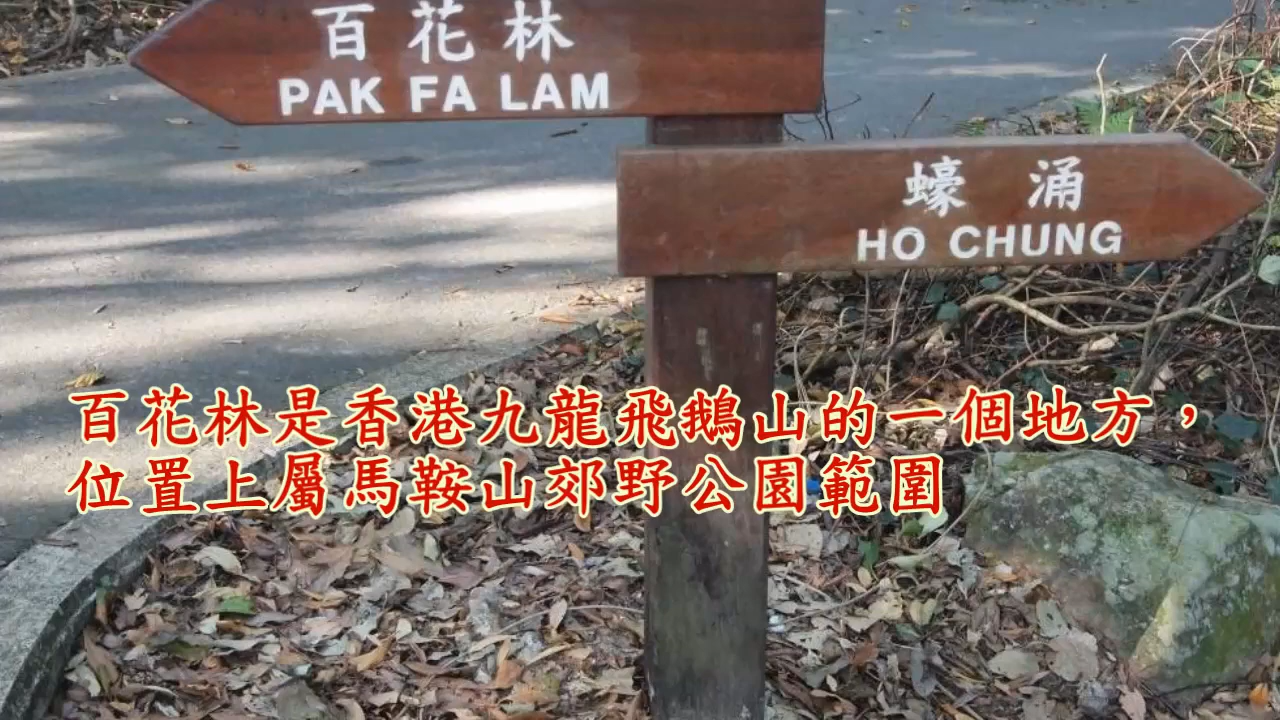 百花林
PAK FA LAM
蠔涌
HO CHUNG
百花林是香港九龍飛鵝山的一個地方，
位置上屬馬鞍山郊野公園範圍